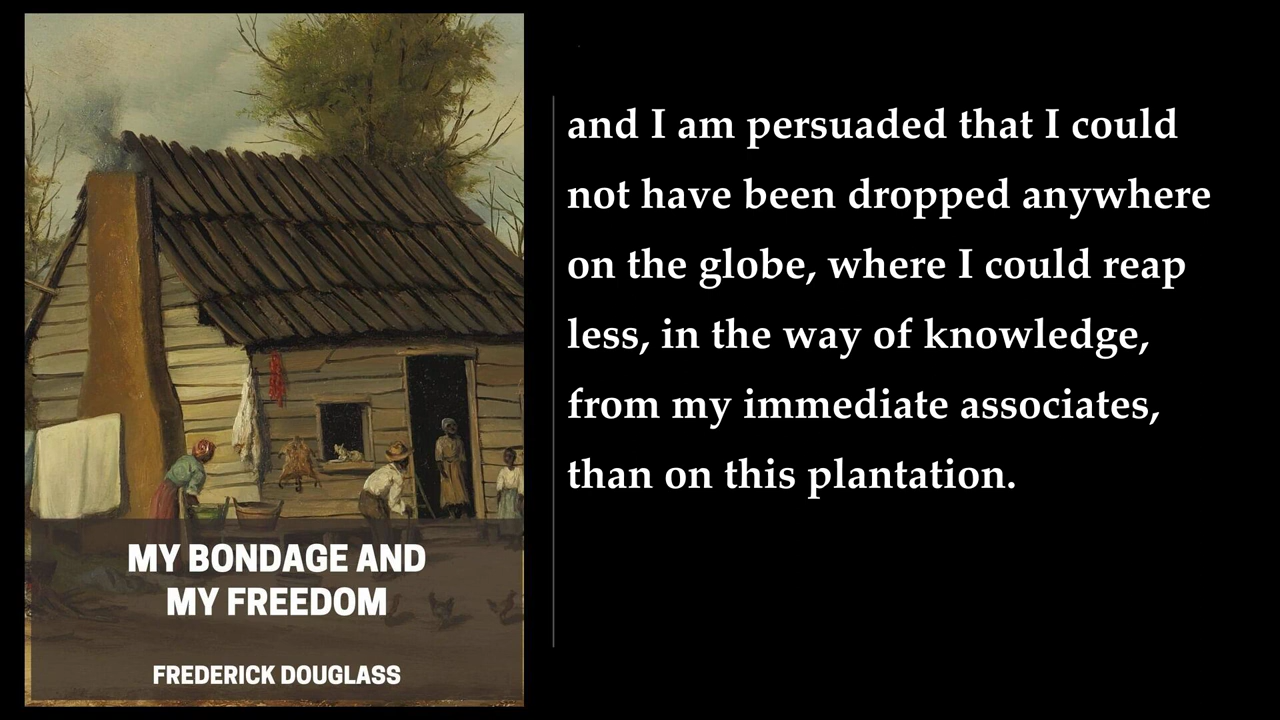 and I am persuaded that I could
not have been dropped anywhere
on the globe, where I could reap
less, in the way of knowledge,
from my immediate associates,
than on this plantation.
MY BONDAGE AND
MY FREEDOM
FREDERICK DOUGLASS